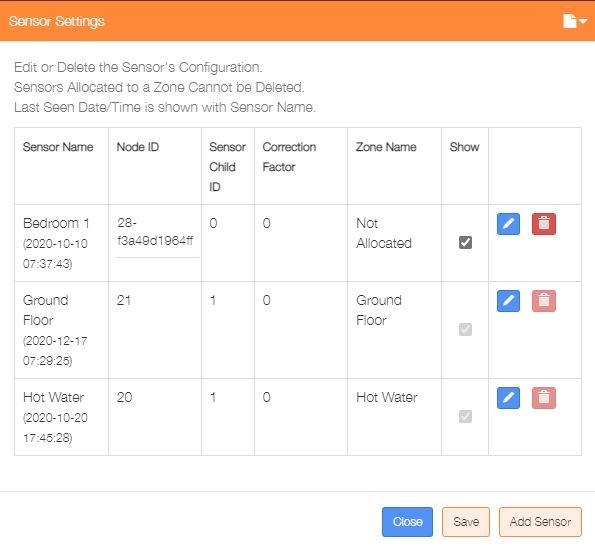 Sensor Settings
Edit or Delete the Sensor's Configuration.
Sensors Allocated to a Zone Cannot be Deleted.
Last Seen Date/Time is shown with Sensor Name.
Sensor Name Node ID Sensor Correction Zone Name Show
Child Factor
ID
Bedroom 1 28- 0 0 Not
(2020-10-10 f3a49d1964ff Allocated
07:37:43)
Ground 21 1 0 Ground
Floor Floor
(2020-12-17
07:29:25)
Hot Water 20 1 0 Hot Water
(2020-10-20
17:45:28)
Close Save Add Sensor